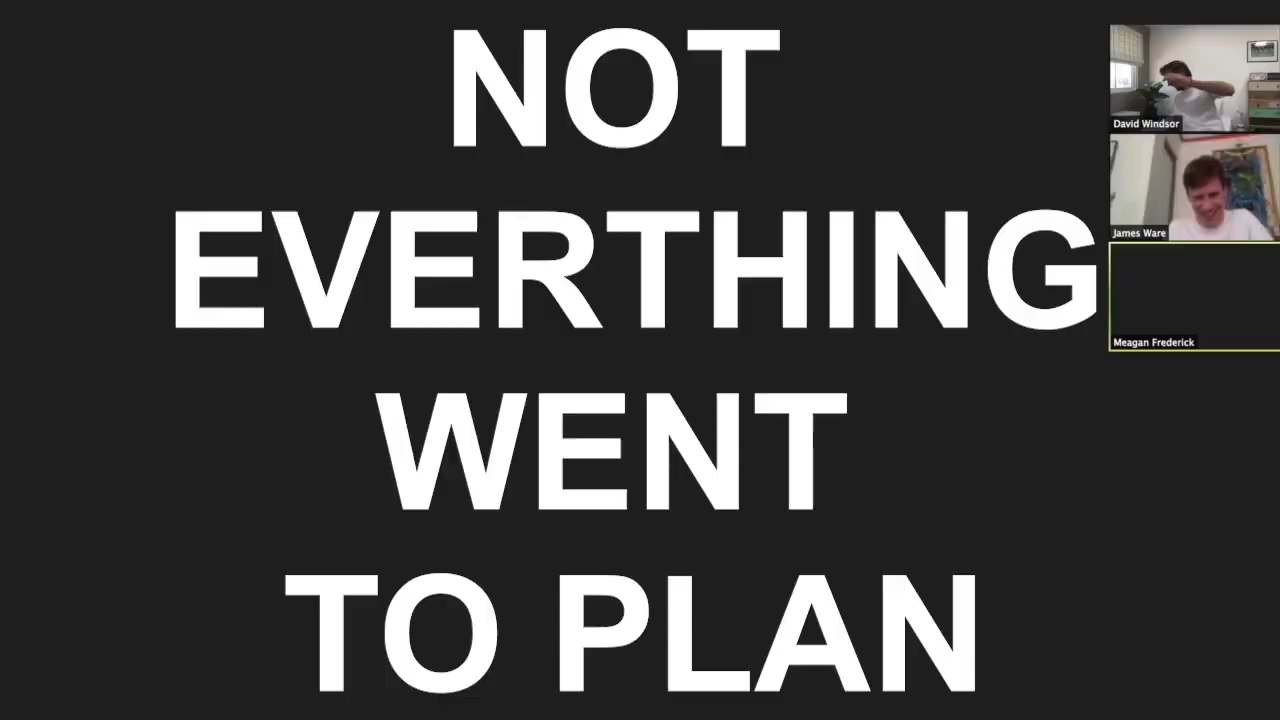 NOT
EVERTHING
WENT
TO PLAN
David Windsor
James Ware
Meagan Frederick